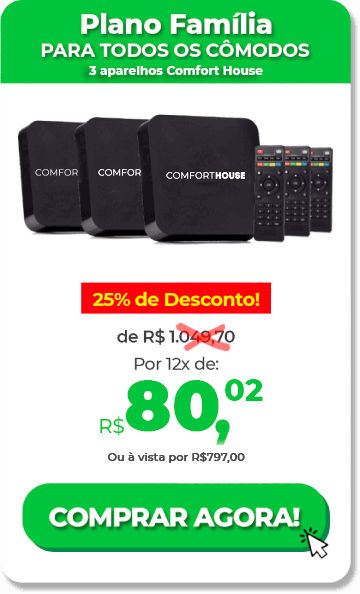 Plano Família
PARA TODOS OS CÔMODOS
3 aparelhos Comfort House
COMFOR COMFOR COMFORTHOUSE
25% de Desconto!
de R$ 1.049,70
Por 12x de:
R$80,02
Ou à vista por R$797,00
COMPRAR AGORA!